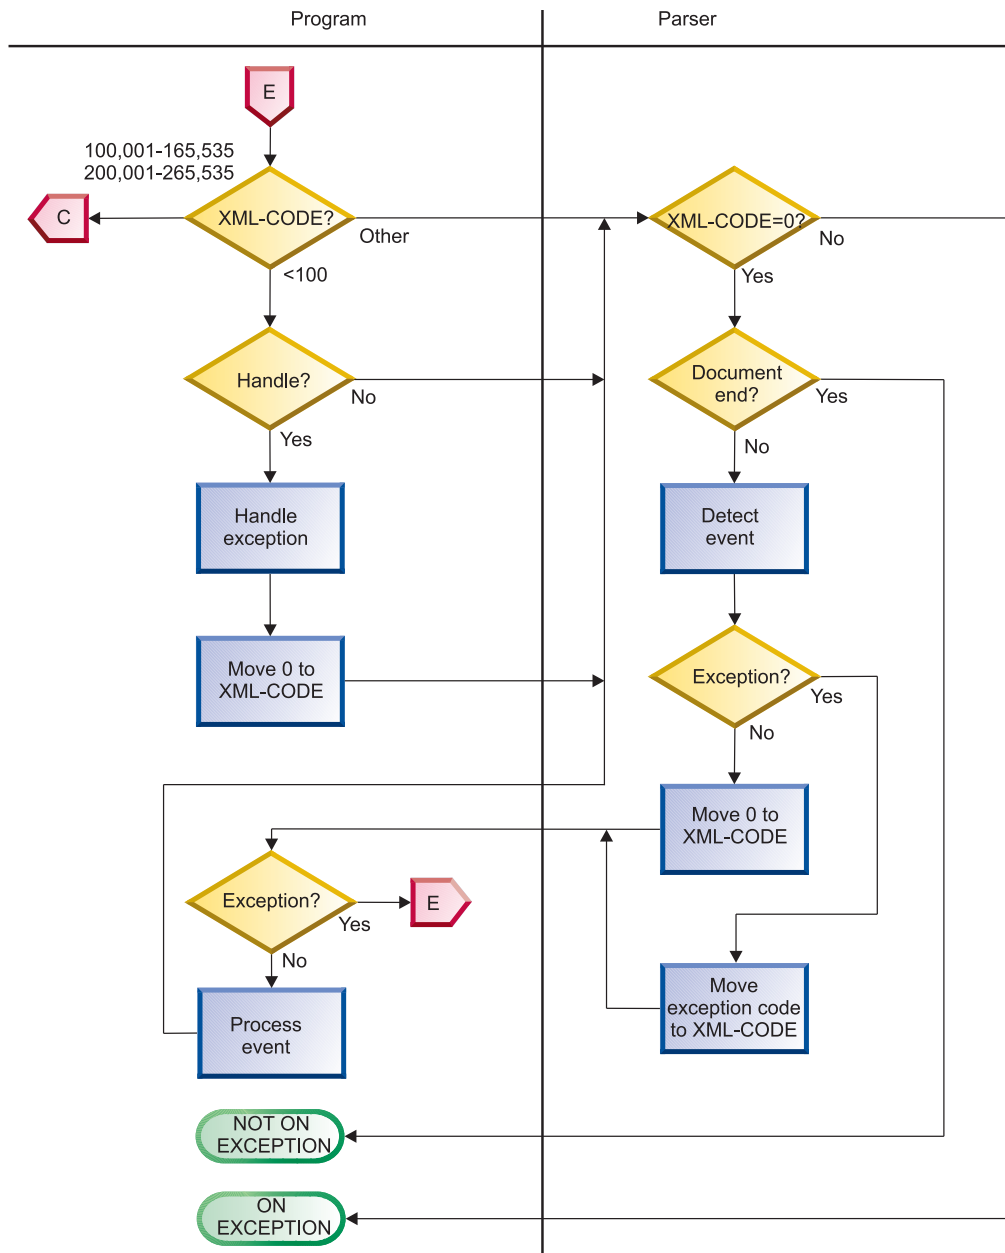 Program
Parser
E
100,001-165,535
200,001-265,535
C
XML-CODE?
Other
XML-CODE=0?
No
<100
Yes
Handle?
No
Document
end?
Yes
Yes
No
Handle
exception
Detect
event
Move 0 to
XML-CODE
Exception?
Yes
No
Move 0 to
XML-CODE
Exception?
Yes
E
No
Move
exception code
to XML-CODE
Process
event
NOT ON
EXCEPTION
ON
EXCEPTION